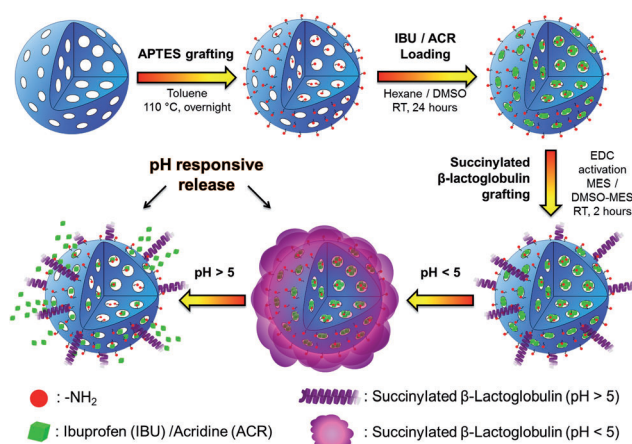 APTES grafting
Toluene
110 °C, overnight
IBU / ACR
Loading
Hexane / DMSO
RT, 24 hours
Succinylated
β-lactoglobulin
grafting
EDC
activation
MES /
DMSO-MES
RT, 2 hours
pH responsive
release
pH > 5
pH < 5
: -NH₂
: Succinylated β-Lactoglobulin (pH > 5)
: Ibuprofen (IBU) /Acridine (ACR)
: Succinylated β-Lactoglobulin (pH < 5)